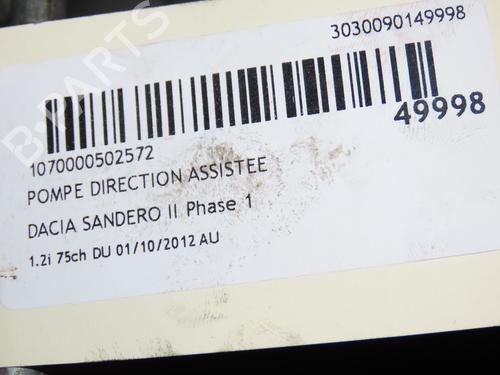 3030090149998
49998
1070000502572
POMPE DIRECTION ASSISTEE
DACIA SANDERO II Phase 1
1.2i 75ch DU 01/10/2012 AU
B-PARTS